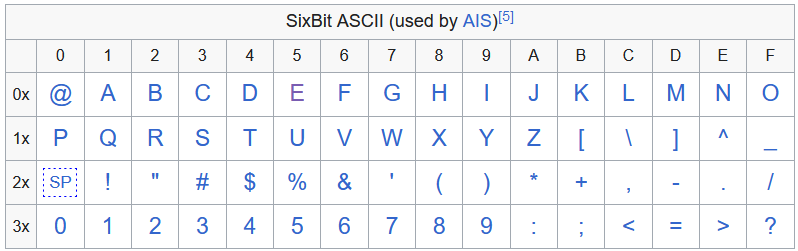 SixBit ASCII (used by AIS)[5]
0 1 2 3 4 5 6 7 8 9 A B C D E F
0x @ A B C D E F G H I J K L M N O
1x P Q R S T U V W X Y Z [ \ ] ^ _
2x SP ! " # $ % & ' ( ) * + , - . /
3x 0 1 2 3 4 5 6 7 8 9 : ; < = > ?